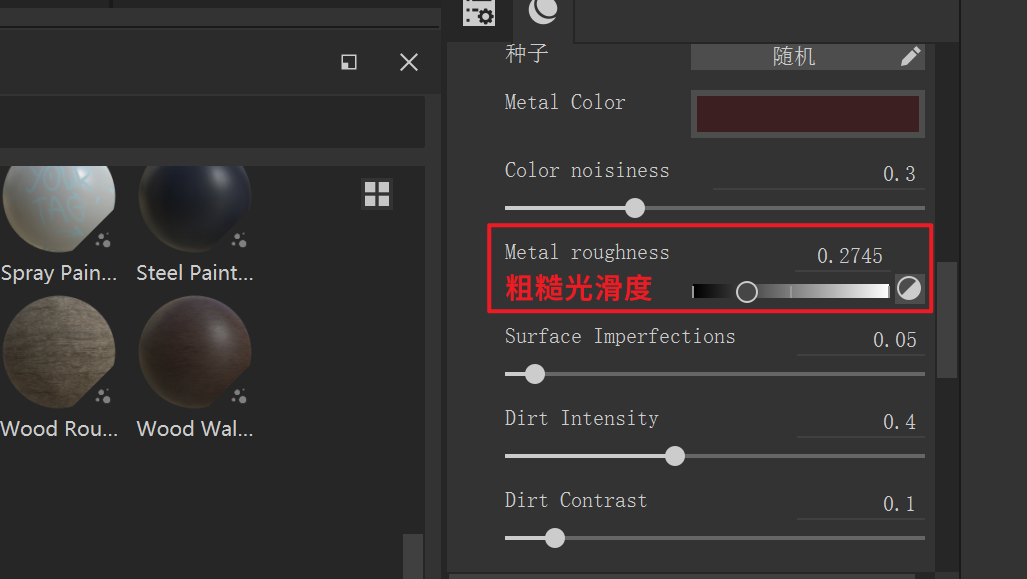 种子
随机
Metal Color
Color noisiness
0.3
Metal roughness
0.2745
粗糙光滑度
Surface Imperfections
0.05
Dirt Intensity
0.4
Dirt Contrast
0.1
YOUR
TAG
Spray Pain...
Steel Paint...
Wood Rou...
Wood Wal...